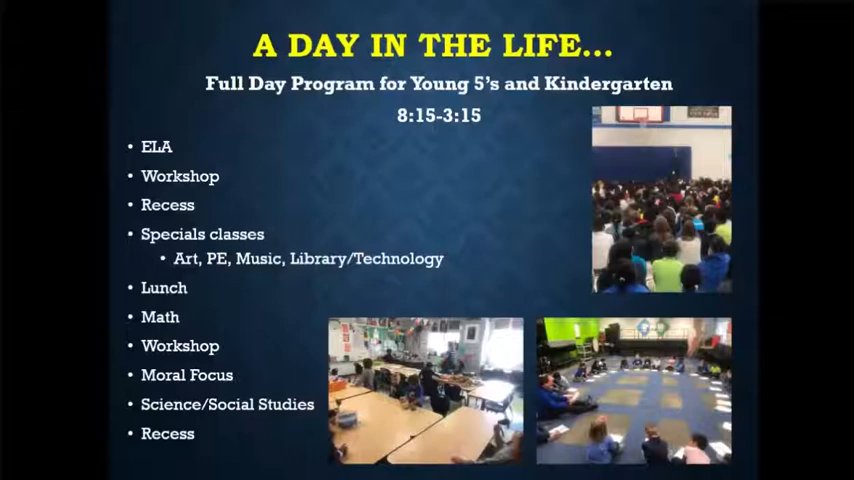 A DAY IN THE LIFE...
Full Day Program for Young 5's and Kindergarten
8:15-3:15
• ELA
• Workshop
• Recess
• Specials classes
• Art, PE, Music, Library/Technology
• Lunch
• Math
• Workshop
• Moral Focus
• Science/Social Studies
• Recess